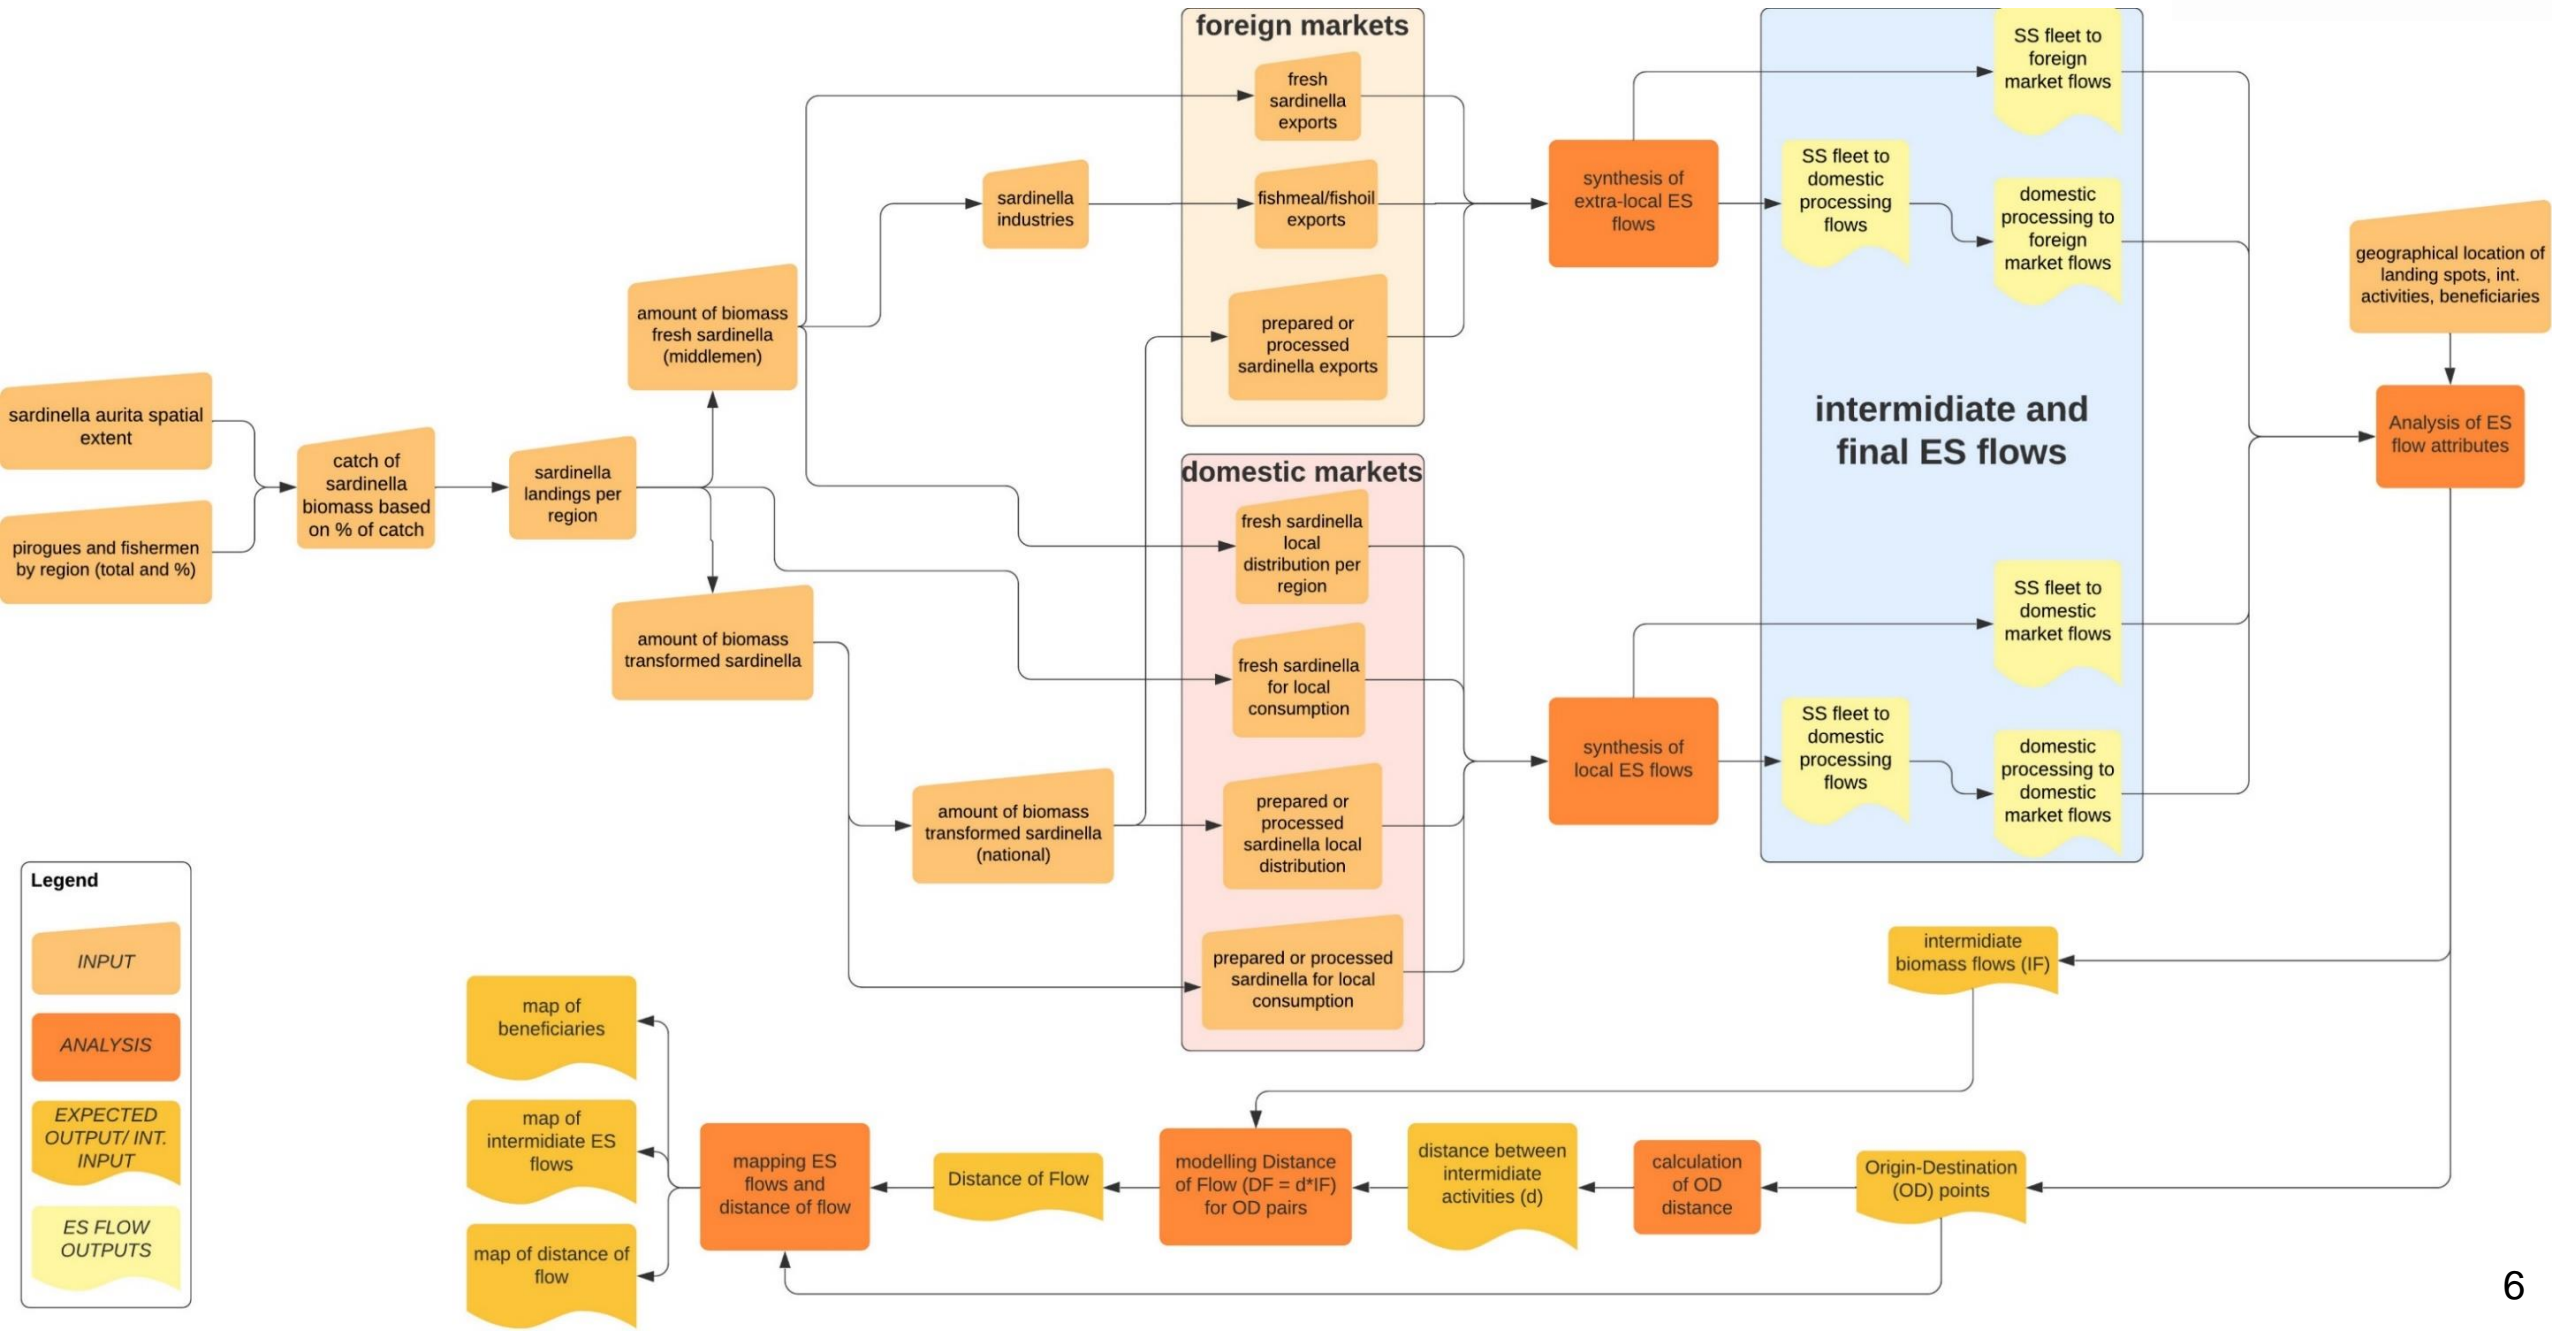 foreign markets
fresh
sardinella
exports
sardinella
industries
fishmeal/fishoil
exports
prepared or
processed
sardinella exports
amount of biomass
fresh sardinella
(middlemen)
sardinella aurita spatial
extent
pirogues and fishermen
by region (total and %)
catch of
sardinella
biomass based
on % of catch
sardinella
landings per
region
amount of biomass
transformed sardinella
amount of biomass
transformed sardinella
(national)
domestic markets
fresh sardinella
local
distribution per
region
fresh sardinella
for local
consumption
prepared or
processed
sardinella local
distribution
prepared or processed
sardinella for local
consumption
synthesis of
extra-local ES
flows
synthesis of
local ES flows
SS fleet to
foreign
market flows
SS fleet to
domestic
processing
flows
domestic
processing to
foreign
market flows
intermidiate and
final ES flows
SS fleet to
domestic
market flows
SS fleet to
domestic
processing
flows
domestic
processing to
domestic
market flows
geographical location of
landing spots, int.
activities, beneficiaries
Analysis of ES
flow attributes
intermidiate
biomass flows (IF)
Origin-Destination
(OD) points
calculation
of OD
distance
distance between
intermidiate
activities (d)
modelling Distance
of Flow (DF = d*IF)
for OD pairs
Distance of Flow
mapping ES
flows and
distance of flow
map of
beneficiaries
map of
intermidiate ES
flows
map of distance of
flow
Legend
INPUT
ANALYSIS
EXPECTED
OUTPUT/ INT.
INPUT
ES FLOW
OUTPUTS
6